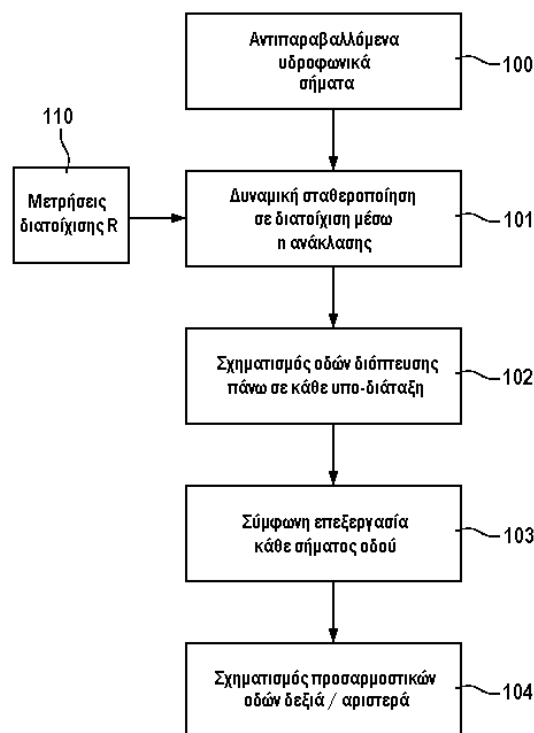 Αντιπαραβαλλόμενα
υδροφωνικά
σήματα
100
110
Μετρήσεις
διατοίχισης R
Δυναμική σταθεροποίηση
σε διατοίχιση μέσω
n ανάκλασης
101
Σχηματισμός οδών διόπτευσης
πάνω σε κάθε υπο-διάταξη
102
Σύμφωνη επεξεργασία
κάθε σήματος οδού
103
Σχηματισμός προσαρμοστικών
οδών δεξιά / αριστερά
104